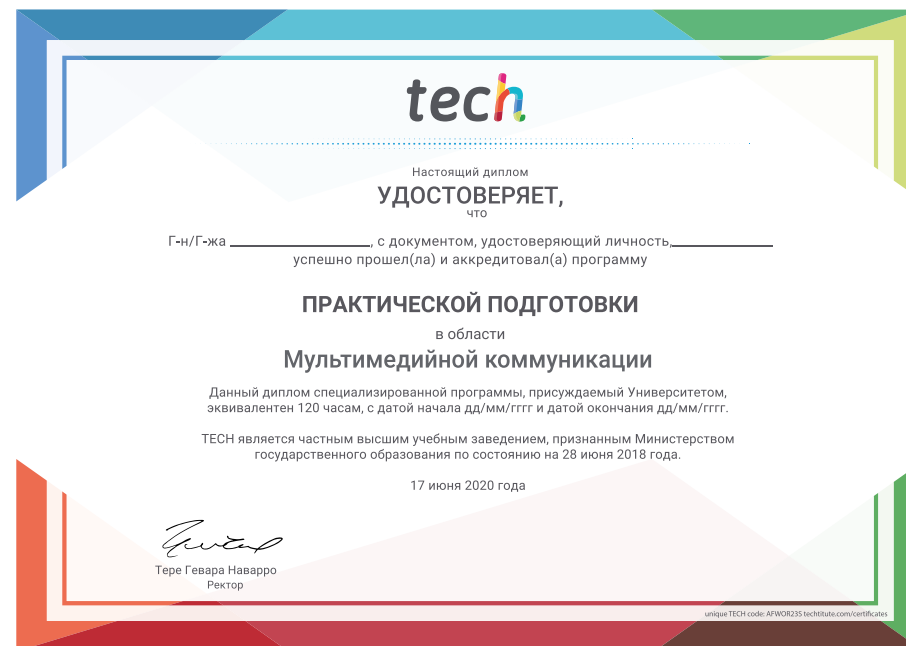 tech
Настоящий диплом
УДОСТОВЕРЯЕТ,
что
Г-н/Г-жа ____________________, с документом, удостоверяющий личность,______________
успешно прошел(ла) и аккредитовал(а) программу
ПРАКТИЧЕСКОЙ ПОДГОТОВКИ
в области
Мультимедийной коммуникации
Данный диплом специализированной программы, присуждаемый Университетом,
эквивалентен 120 часам, с датой начала дд/мм/гггг и датой окончания дд/мм/гггг.
TECH является частным высшим учебным заведением, признанным Министерством
государственного образования по состоянию на 28 июня 2018 года.
17 июня 2020 года
Тере Гевара Наварро
Ректор
unique TECH code: AFWOR23S techtitute.com/certificates